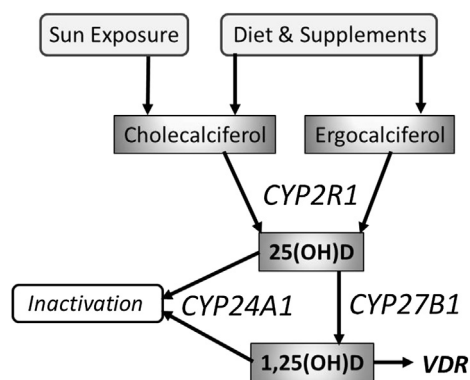 Sun Exposure
Diet & Supplements
Cholecalciferol
Ergocalciferol
CYP2R1
25(OH)D
Inactivation
CYP24A1
CYP27B1
1,25(OH)D
VDR